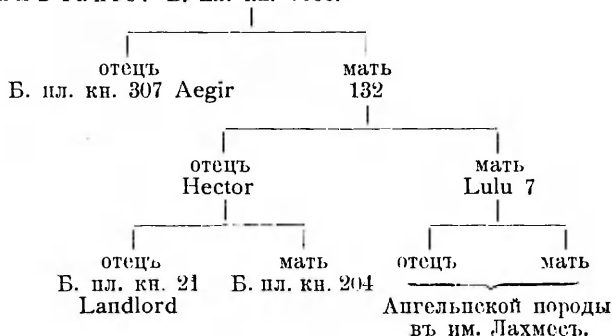 отецъ мать
Б. пл. кн. 307 Aegir 132
отецъ мать
Hector Lulu 7
отецъ мать отецъ мать
Б. пл. кн. 21 Б. пл. кн. 204 Ангельнской породы
Landlord въ им. Лахмесъ.